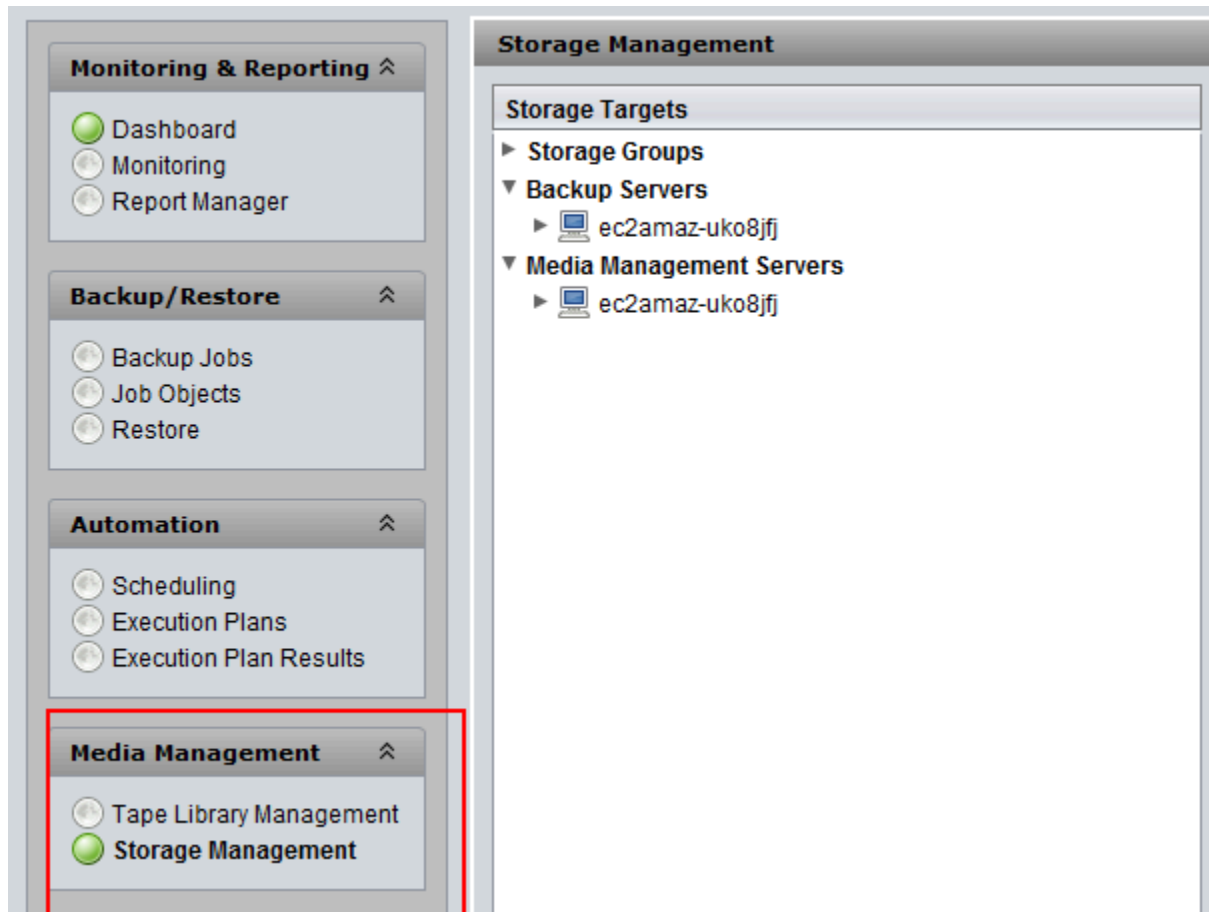 Monitoring & Reporting
Dashboard
Monitoring
Report Manager
Backup/Restore
Backup Jobs
Job Objects
Restore
Automation
Scheduling
Execution Plans
Execution Plan Results
Media Management
Tape Library Management
Storage Management
Storage Management
Storage Targets
Storage Groups
Backup Servers
ec2amaz-uko8jfj
Media Management Servers
ec2amaz-uko8jfj